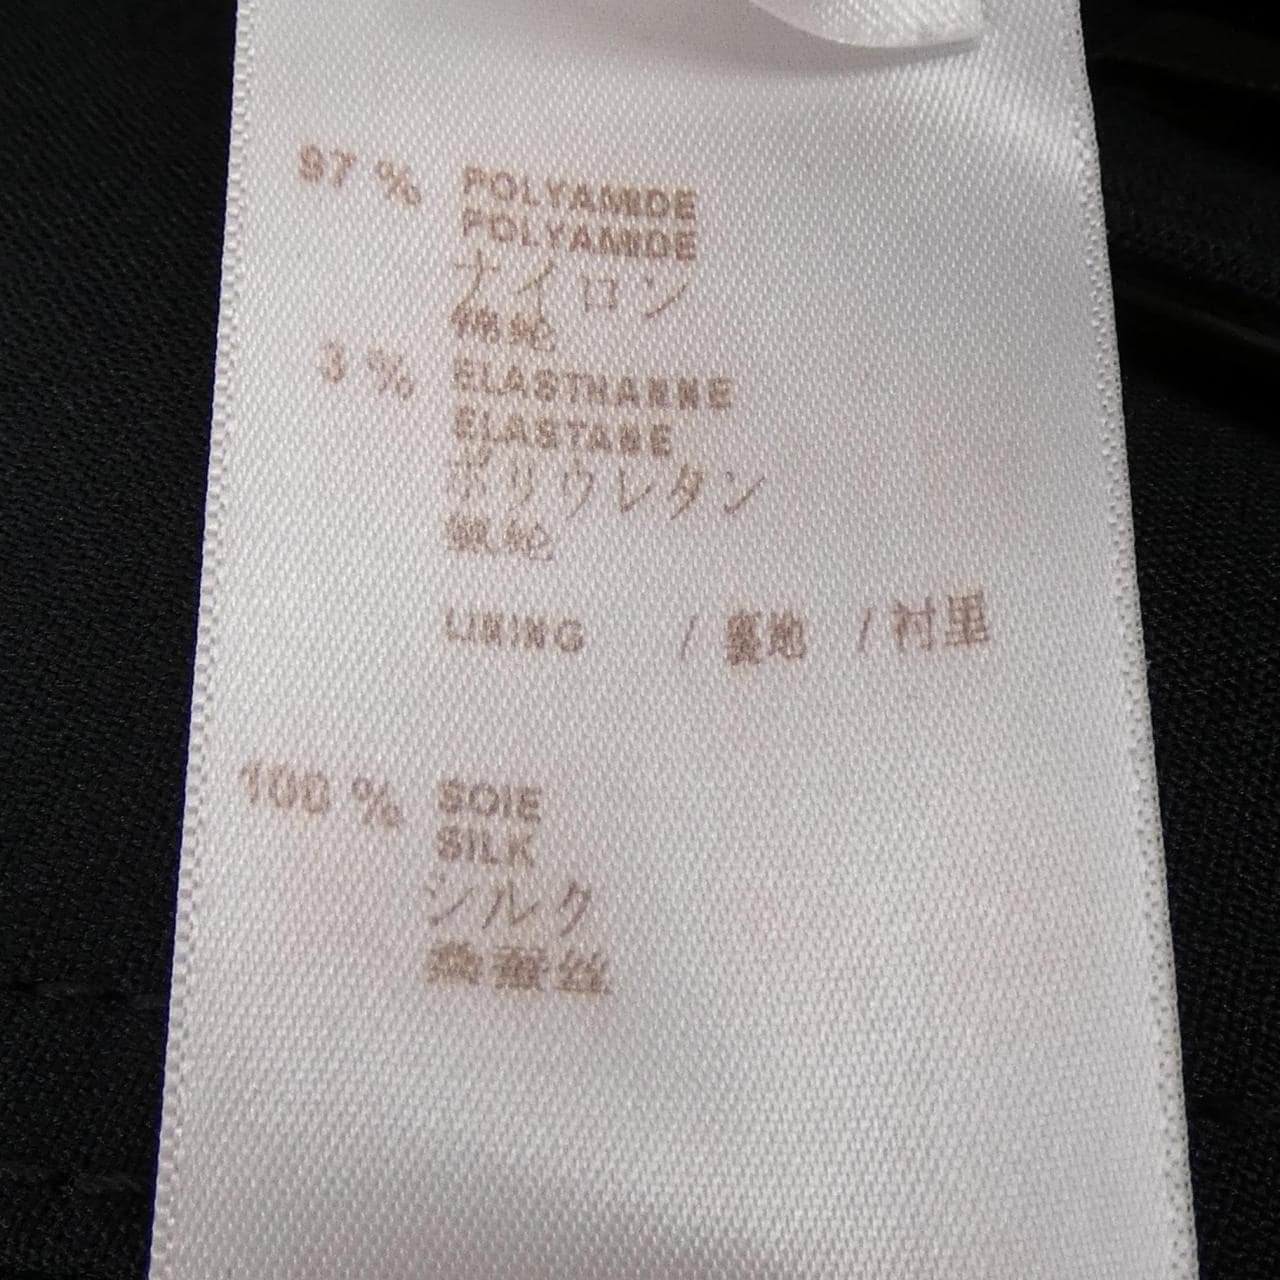 97 % POLYAMIDE
POLYAMIDE
ナイロン
锦纶
3 % ELASTHANNE
ELASTANE
ポリウレタン
氨纶
LINING / 裏地 / 衬里
100 % SOIE
SILK
シルク
桑蚕丝